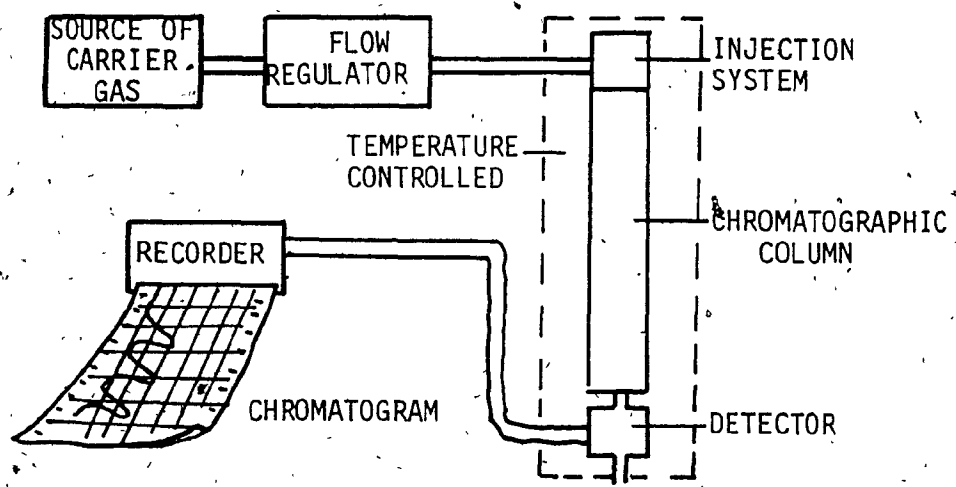 SOURCE OF
CARRIER
GAS
FLOW
REGULATOR
INJECTION
SYSTEM
TEMPERATURE
CONTROLLED
CHROMATOGRAPHIC
COLUMN
RECORDER
CHROMATOGRAM
DETECTOR